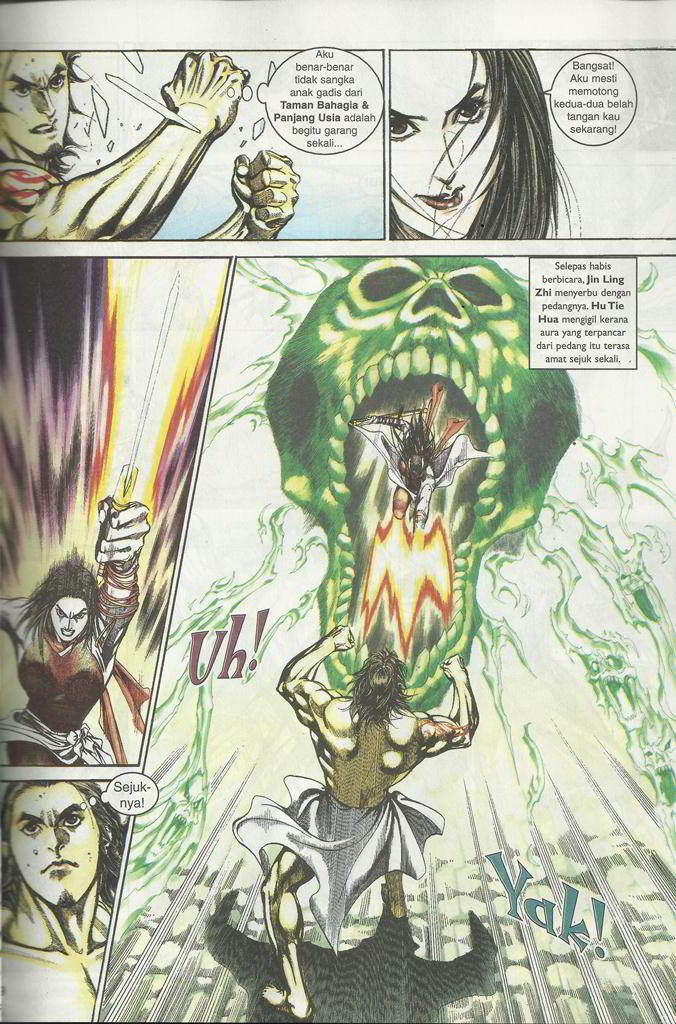 Aku
benar-benar
tidak sangka
anak gadis dari
Taman Bahagia &
Panjang Usia adalah
begitu garang
sekali...
Bangsat!
Aku mesti
memotong
kedua-dua belah
tangan kau
sekarang!
Selepas habis
berbicara, Jin Ling
Zhi menyerbu dengan
pedangnya. Hu Tie
Hua mengigil kerana
aura yang terpancar
dari pedang itu terasa
amat sejuk sekali.
Uh!
Sejuk-
nya!
Yak!